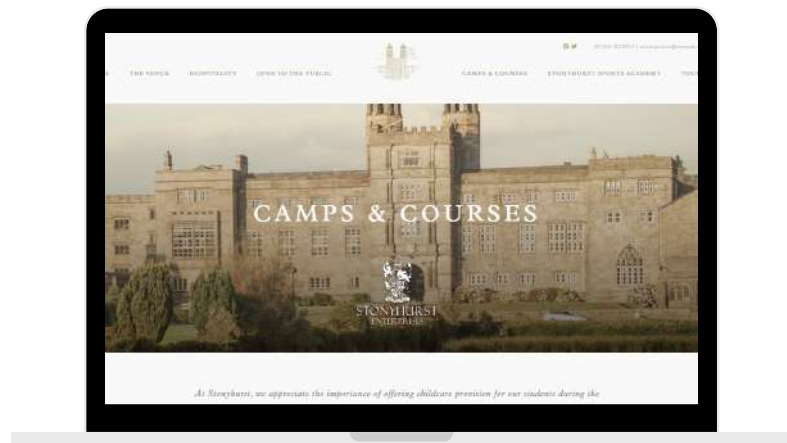 THE VENUE HOSPITALITY OPEN TO THE PUBLIC
CAMPS & COURSES STONYHURST SPORTS ACADEMY
CAMPS & COURSES
STONYHURST
ENTERPRISES
At Stonyhurst, we appreciate the importance of offering childcare provision for our students during the